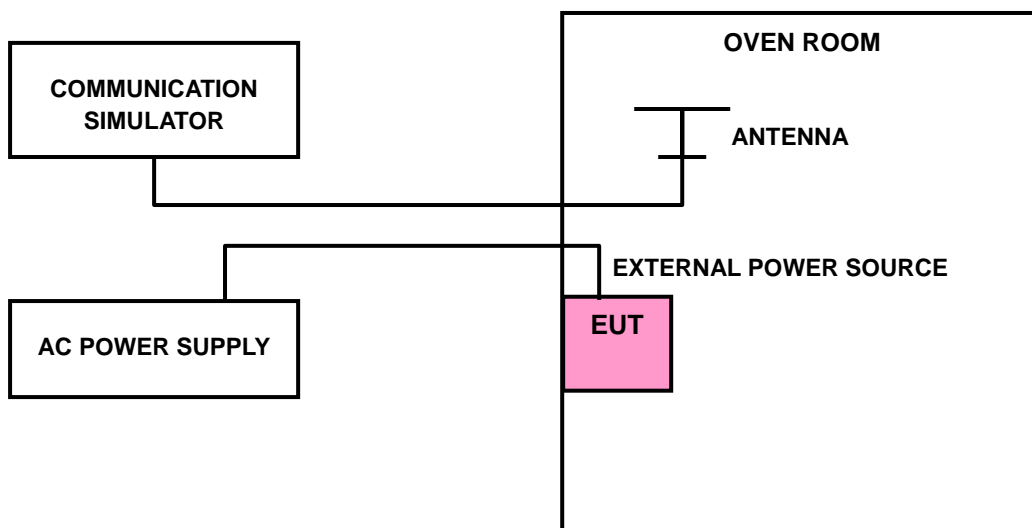 OVEN ROOM
COMMUNICATION
SIMULATOR
ANTENNA
EXTERNAL POWER SOURCE
EUT
AC POWER SUPPLY